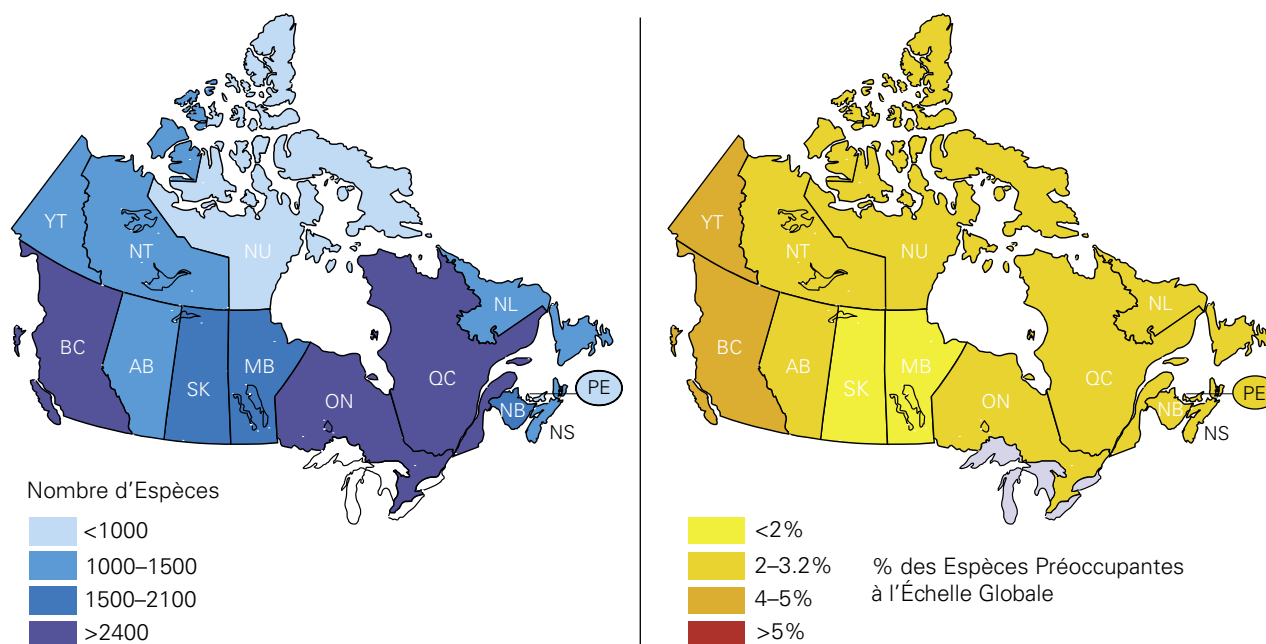 YT
NT
NU
BC
AB
SK
MB
ON
QC
NL
PE
NB
NS
Nombre d'Espèces
<1000
1000–1500
1500–2100
>2400
YT
NT
NU
BC
AB
SK
MB
ON
QC
NL
PE
NB
NS
<2%
2–3.2%
4–5%
>5%
% des Espèces Préoccupantes
à l'Échelle Globale